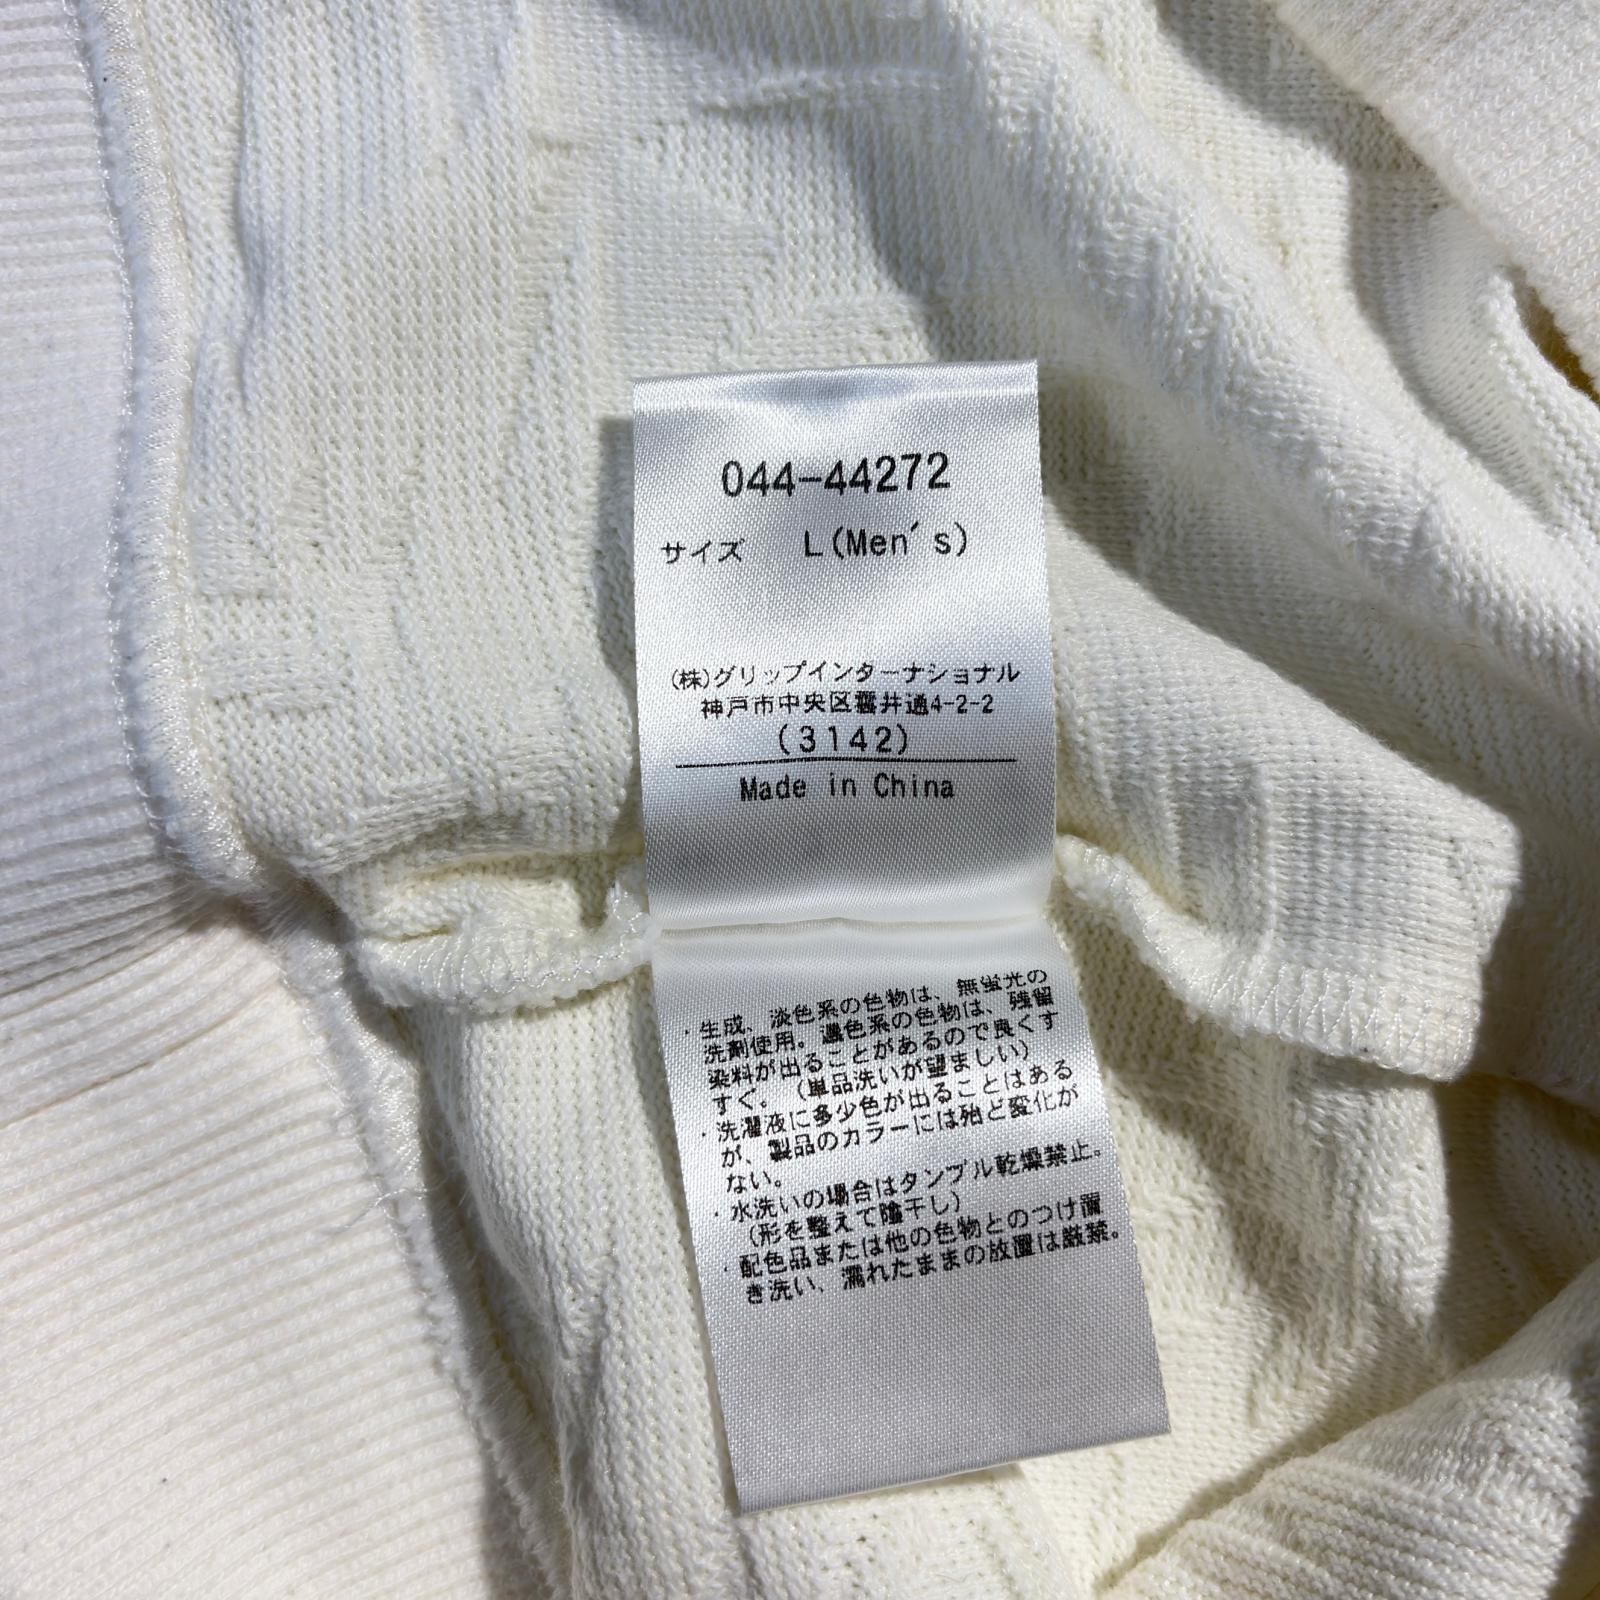 044-44272
サイズ L(Men's)
(株)グリップインターナショナル
神戸市中央区雲井通4-2-2
(3142)
Made in China
・生成、淡色系の色物は、無蛍光の
洗剤使用。濃色系の色物は、残留
染料が出ることがあるので良くす
すぐ。(単品洗いが望ましい)
・洗濯液に多少色が出ることはある
が、製品のカラーには殆ど変化が
ない。
・水洗いの場合はタンブル乾燥禁止。
(形を整えて陰干し)
・配色品または他の色物とのつけ置
き洗い、濡れたままの放置は厳禁。